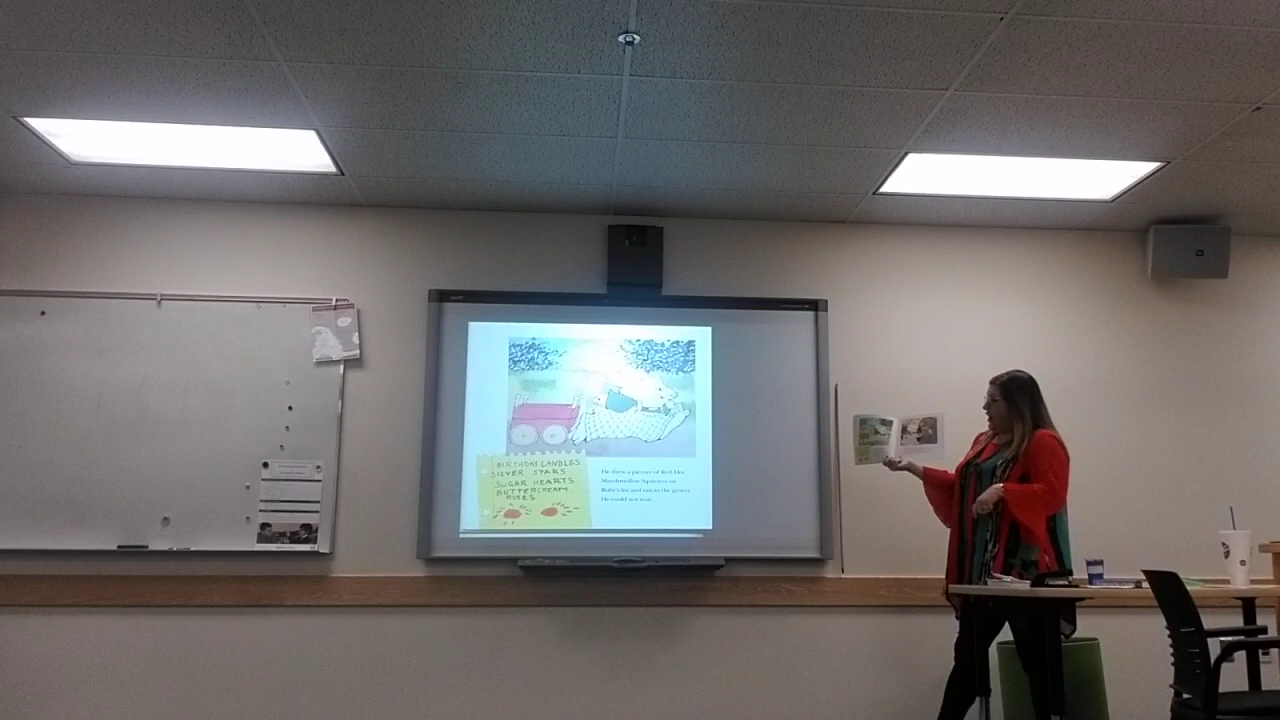 BIRTHDAY CANDLES
SILVER STARS
SUGAR HEARTS
BUTTERCREAM
ROSES
He drew a picture of Red-Hot
Marshmallow Squirters on
Ruby's list and ran to the grocer.
He could not wait.